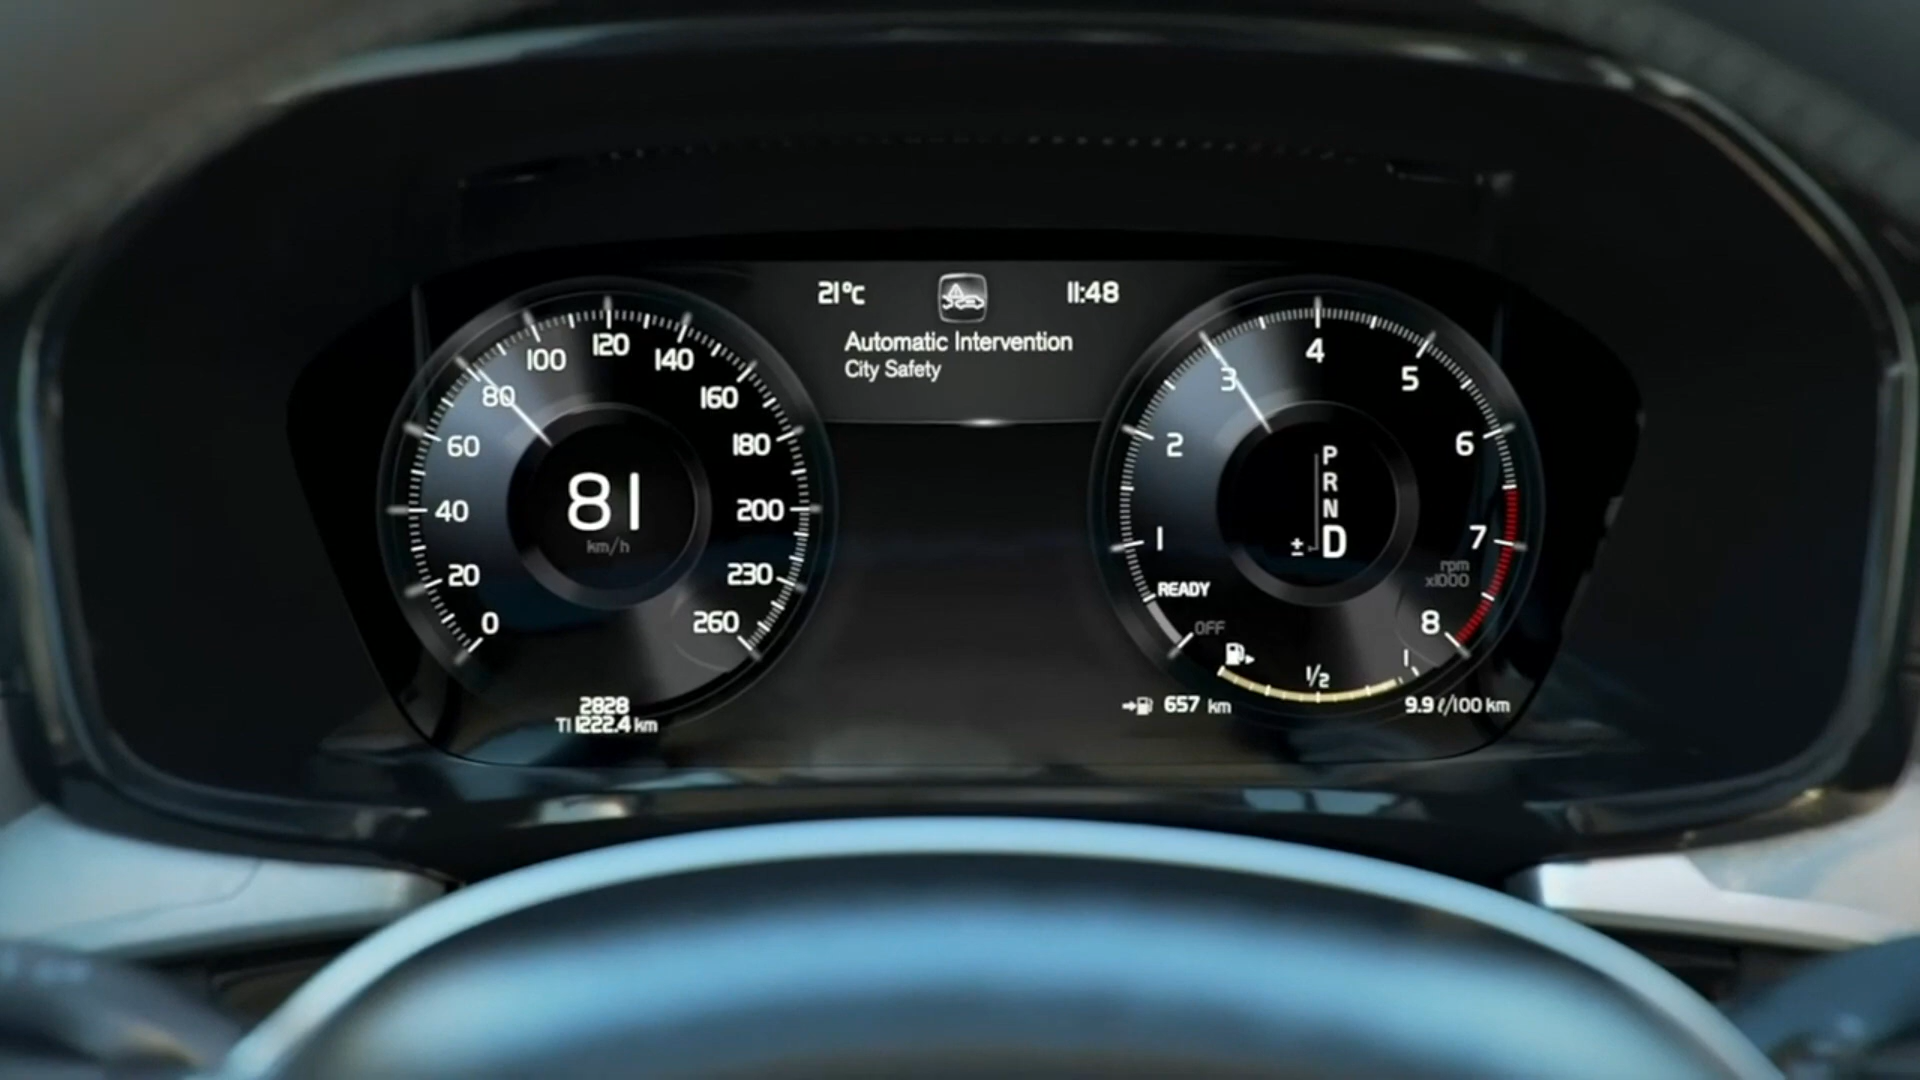 21°C
11:48
Automatic Intervention
City Safety
0
20
40
60
80
100
120
140
160
180
200
230
260
81
km/h
2828
T1 1222.4 km
OFF
READY
1
2
3
4
5
6
7
8
rpm
x1000
P
R
N
± D
1/2
1
657 km
9.9 ℓ/100 km